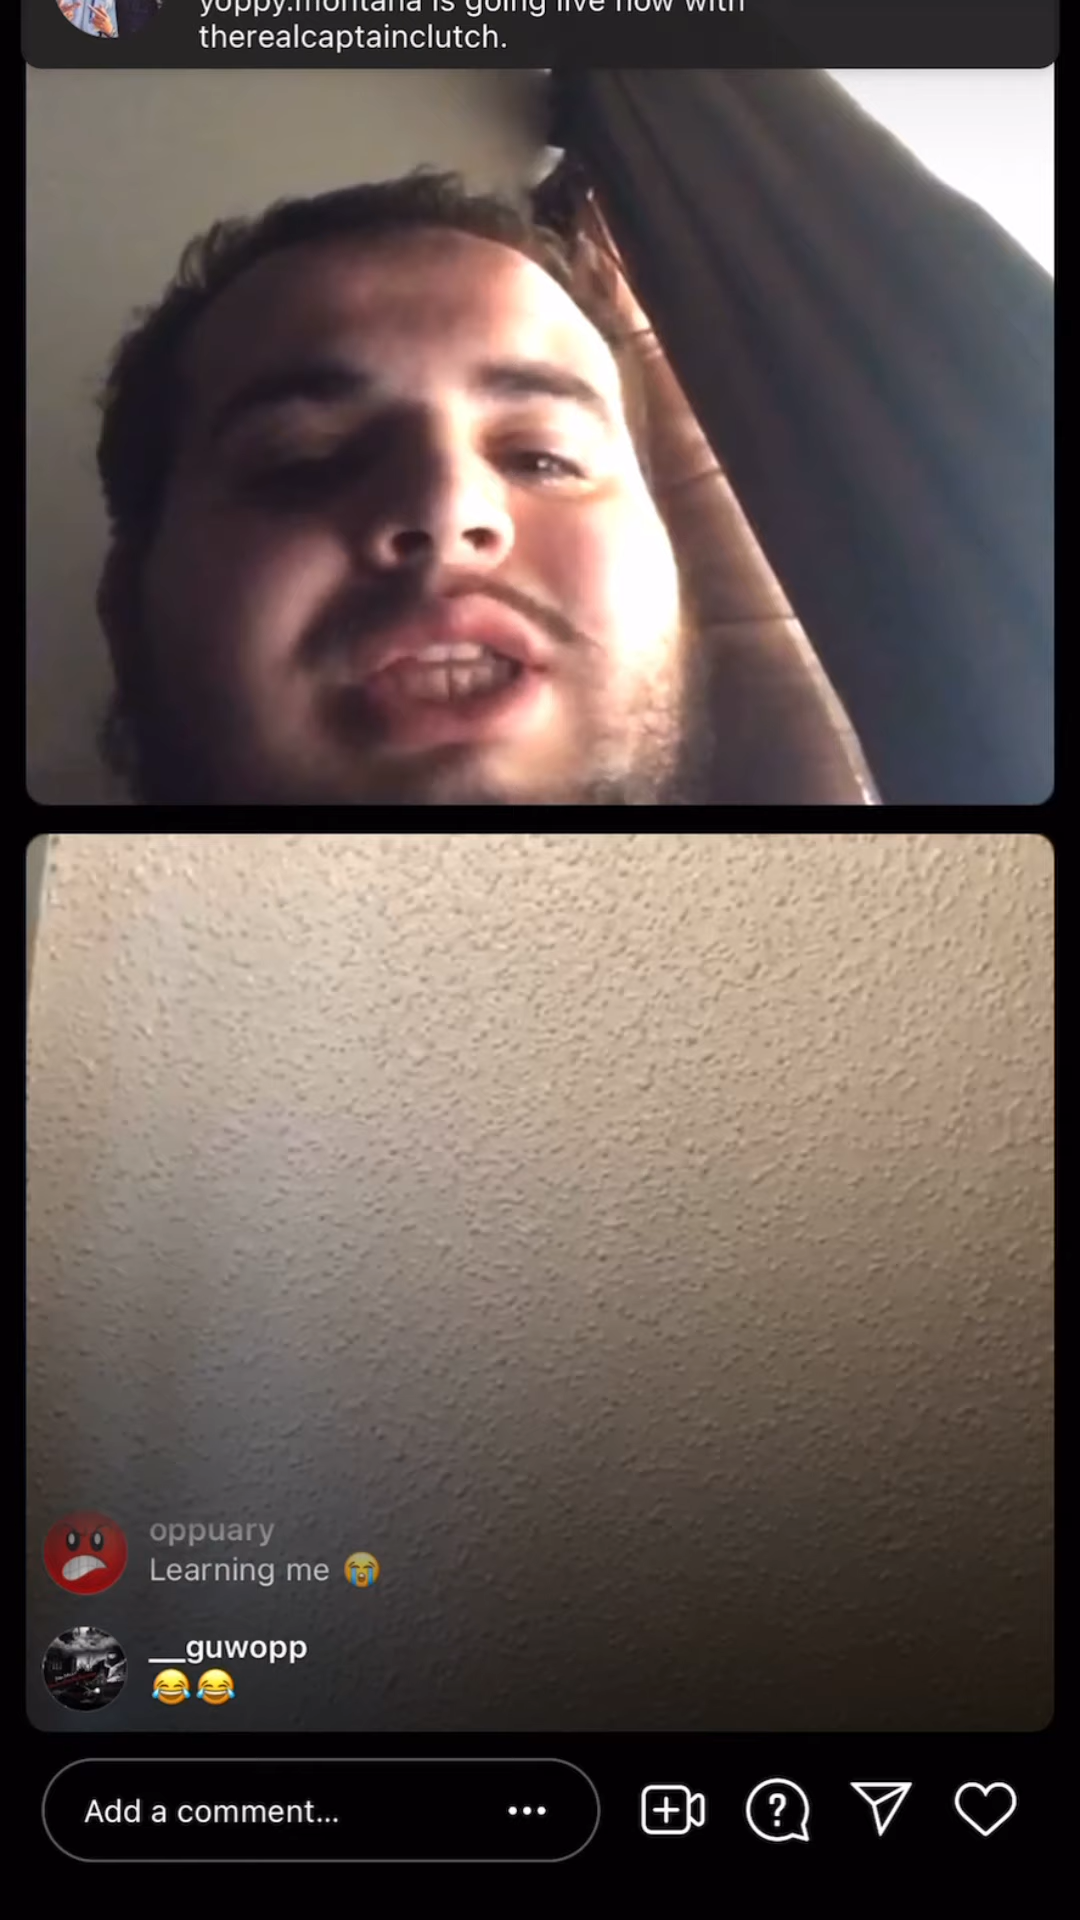 yoppy.montana is going live now with
therealcaptainclutch.
oppuary
Learning me 😭
__guwopp
😂😂
Add a comment...